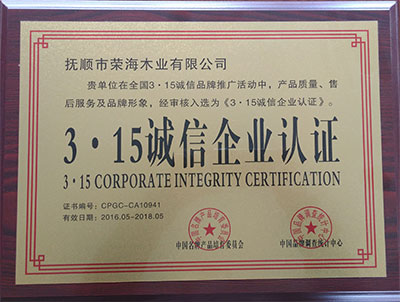 抚顺市荣海木业有限公司
贵单位在全国3·15诚信品牌推广活动中，产品质量、售
后服务及品牌形象，经审核入选为《3·15诚信企业认证》。
3·15诚信企业认证
3·15 CORPORATE INTEGRITY CERTIFICATION
证书编号：CPGC-CA10941
有效日期：2016.05-2018.05
中国名牌产品培育委员会
中国品牌调查统计中心